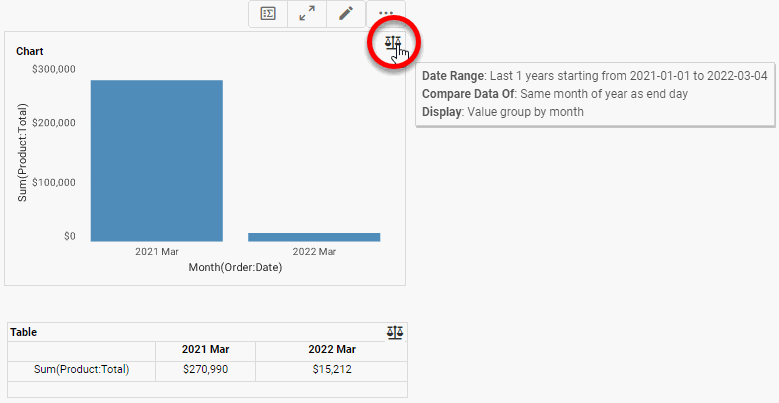 Chart
Date Range: Last 1 years starting from 2021-01-01 to 2022-03-04
Compare Data Of: Same month of year as end day
Display: Value group by month
$300,000
$200,000
$100,000
$0
Sum(Product:Total)
2021 Mar 2022 Mar
Month(Order:Date)
Table
2021 Mar 2022 Mar
Sum(Product:Total) $270,990 $15,212